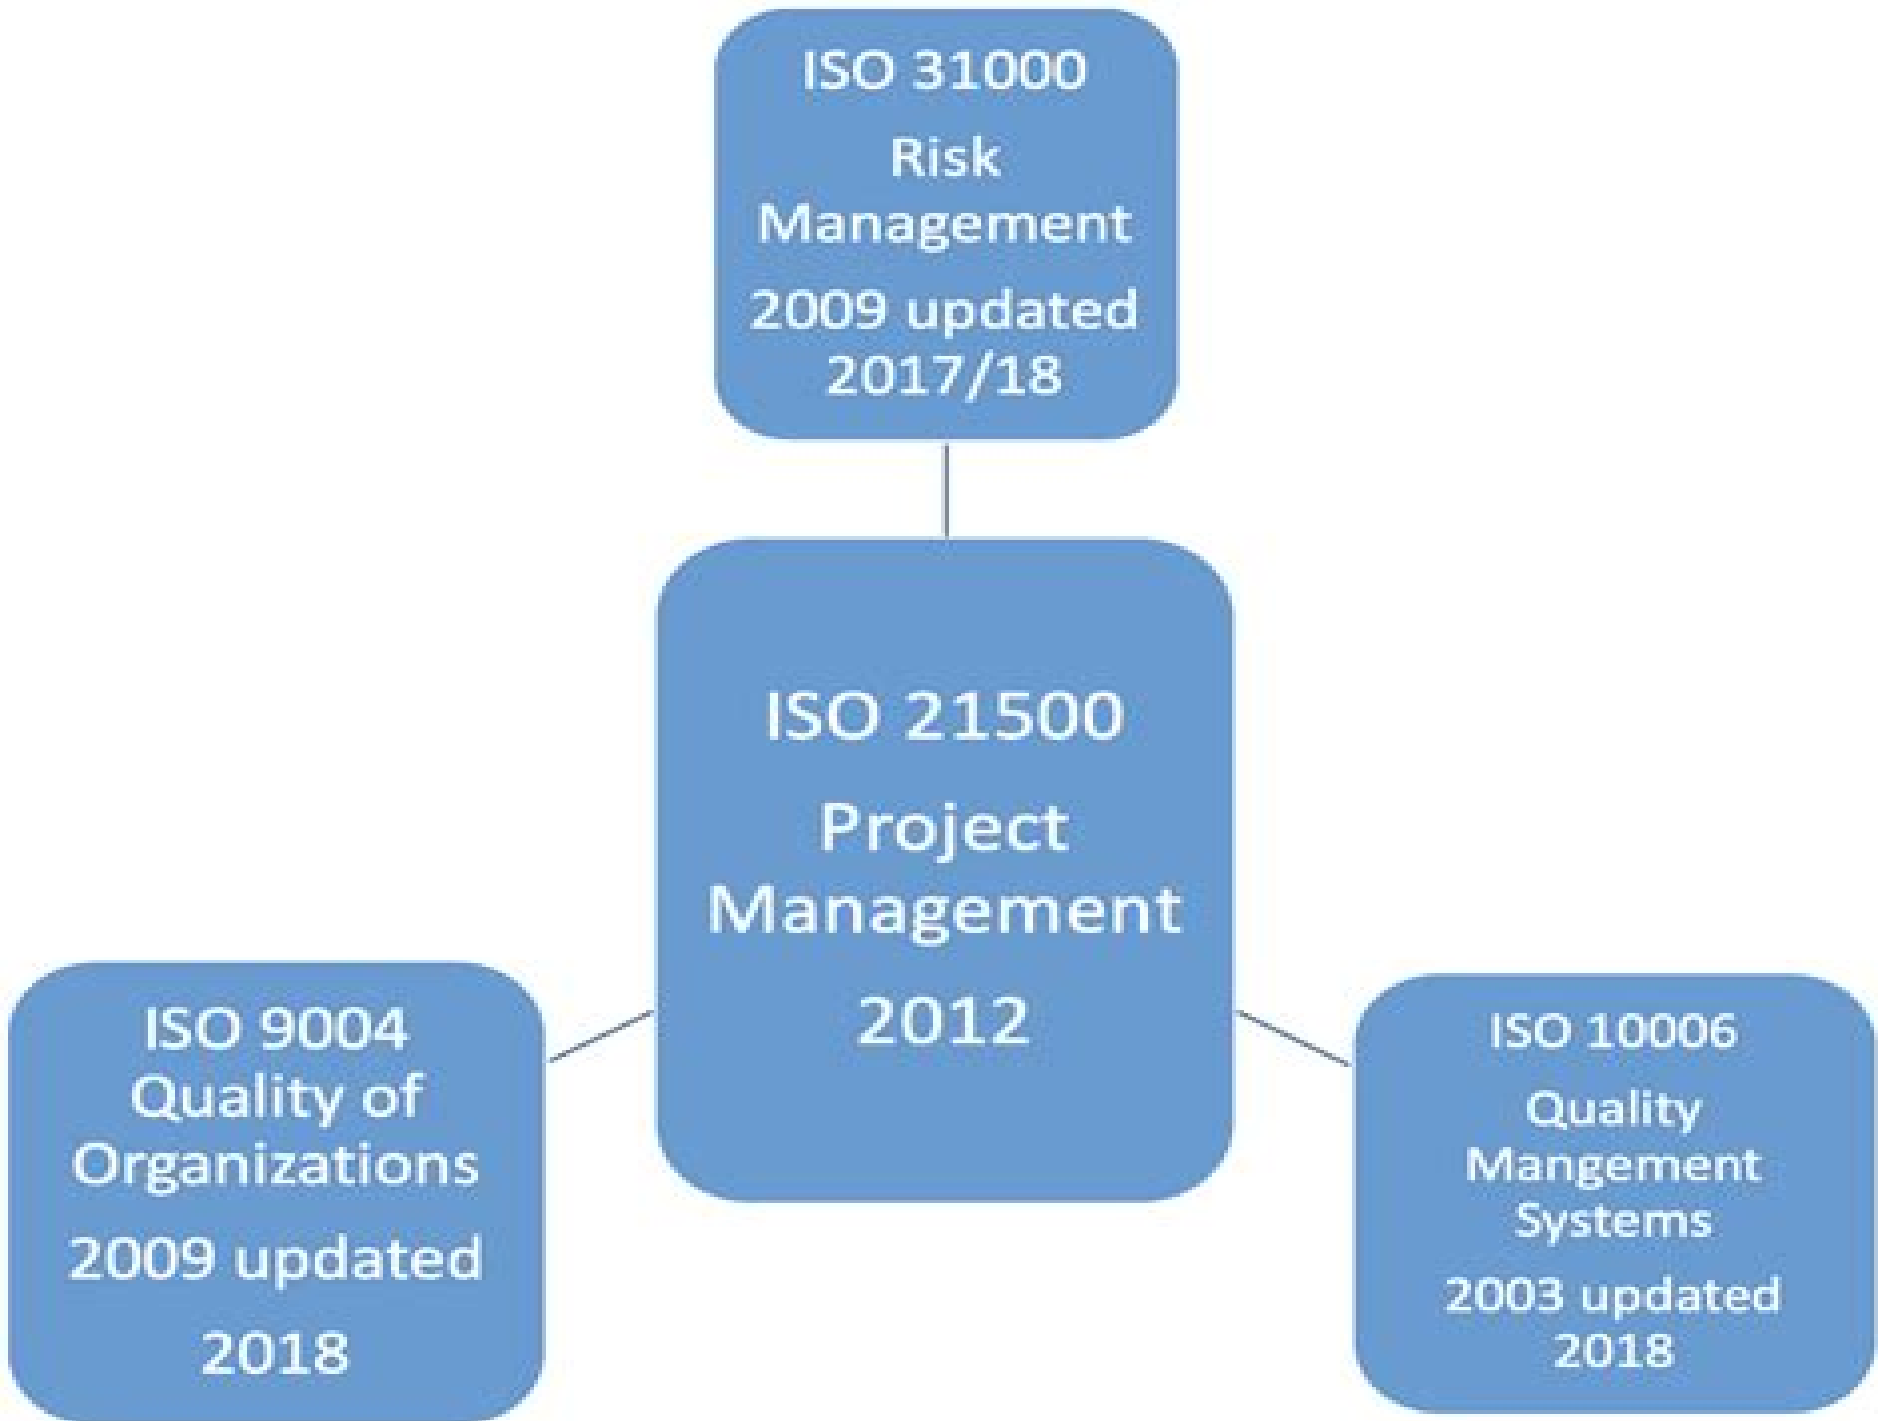 ISO 31000
Risk
Management
2009 updated
2017/18
ISO 21500
Project
Management
2012
ISO 9004
Quality of
Organizations
2009 updated
2018
ISO 10006
Quality
Mangement
Systems
2003 updated
2018